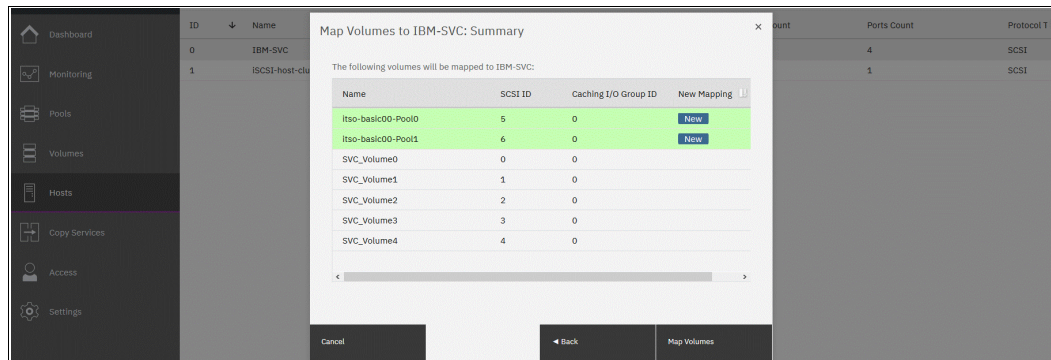 ID Name ount Ports Count Protocol T
Dashboard
0 IBM-SVC 4 SCSI
Monitoring
1 iSCSI-host-clu 1 SCSI
Pools
Volumes
Hosts
Copy Services
Access
Settings
Map Volumes to IBM-SVC: Summary
The following volumes will be mapped to IBM-SVC:
Name SCSI ID Caching I/O Group ID New Mapping
itso-basic00-Pool0 5 0 New
itso-basic00-Pool1 6 0 New
SVC_Volume0 0 0
SVC_Volume1 1 0
SVC_Volume2 2 0
SVC_Volume3 3 0
SVC_Volume4 4 0
Cancel Back Map Volumes